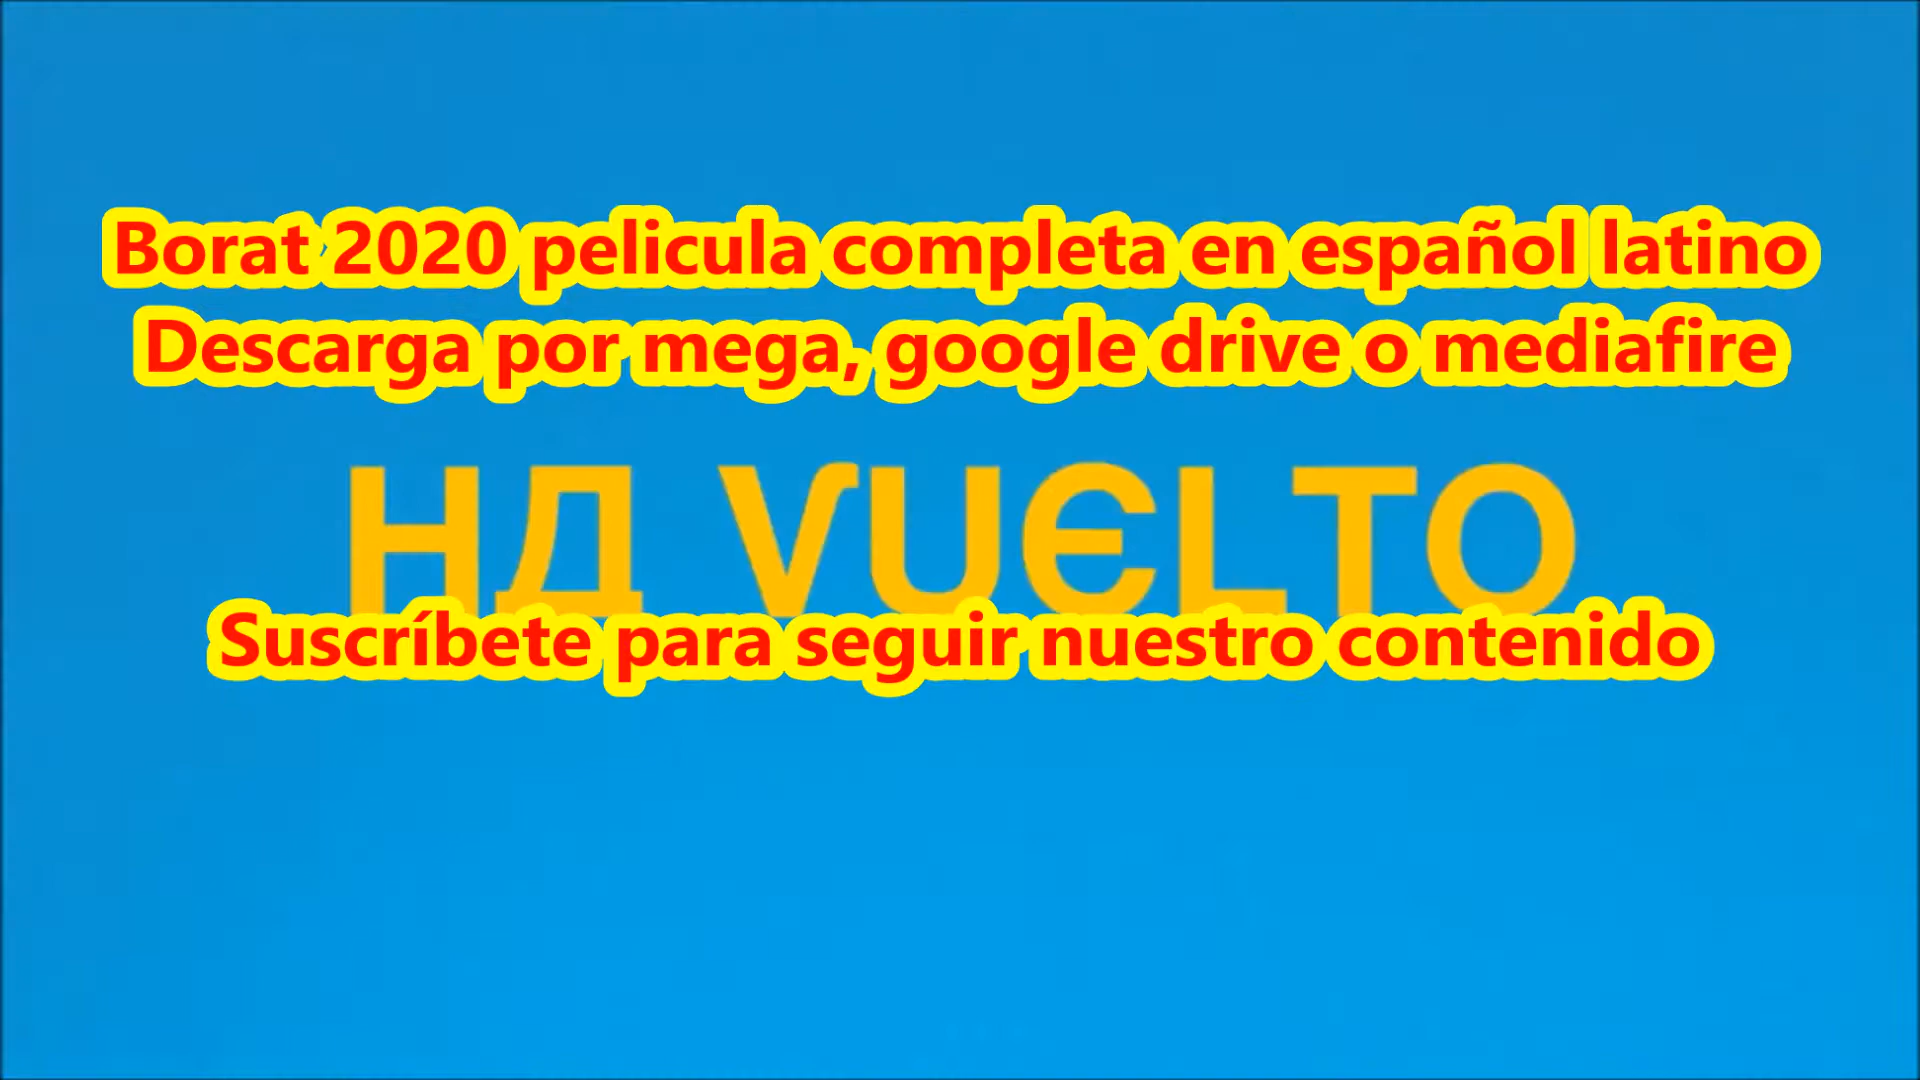 Borat 2020 pelicula completa en español latino
Descarga por mega, google drive o mediafire
HД VUЄLTO
Suscríbete para seguir nuestro contenido